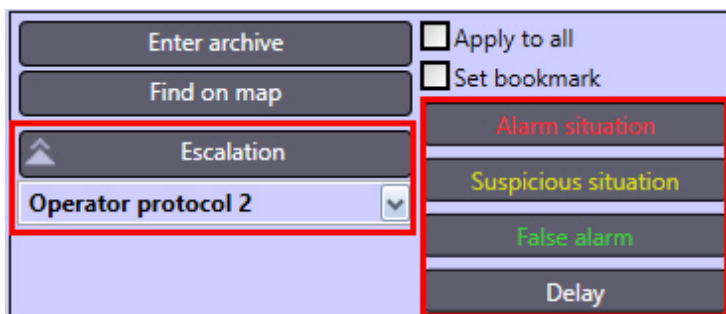 Enter archive
Find on map
Escalation
Operator protocol 2
Apply to all
Set bookmark
Alarm situation
Suspicious situation
False alarm
Delay